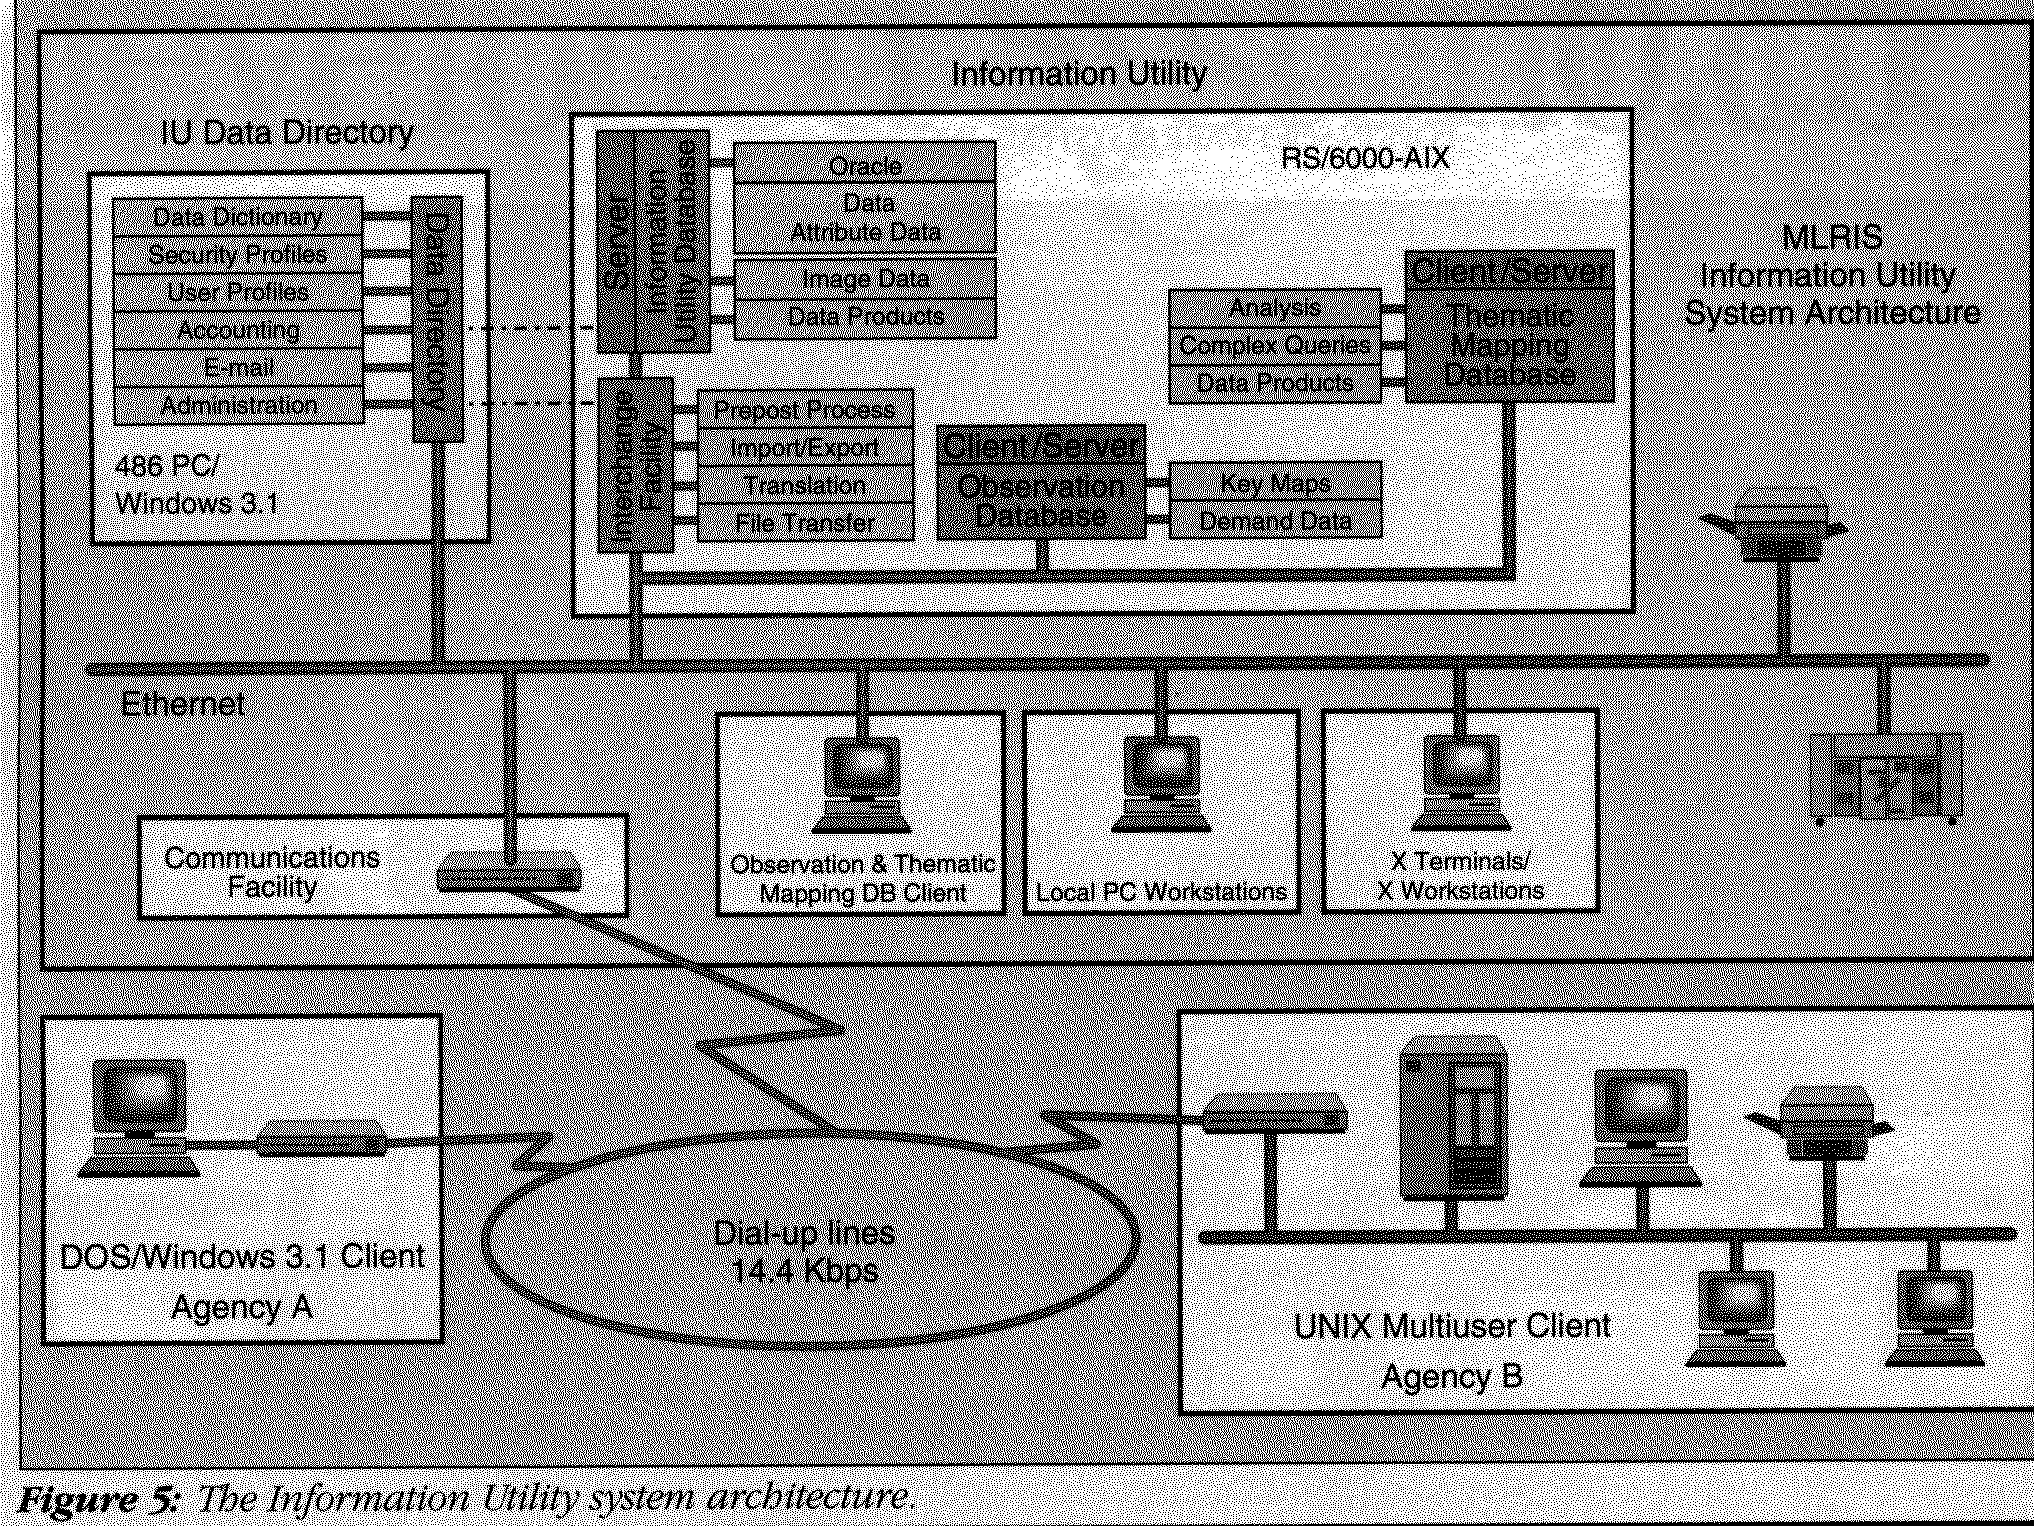 Information Utility
IU Data Directory
Data Dictionary
Security Profiles
User Profiles
Accounting
E-mail
Administration
Data Directory
486 PC/
Windows 3.1
RS/6000-AIX
Server
Information
Utility Database
Oracle
Data
Attribute Data
Image Data
Data Products
Interchange
Facility
Prepost Process
Import/Export
Translation
File Transfer
Client/Server
Observation
Database
Key Maps
Demand Data
Analysis
Complex Queries
Data Products
Client/Server
Thematic
Mapping
Database
MLRIS
Information Utility
System Architecture
Ethernet
Communications
Facility
Observation & Thematic
Mapping DB Client
Local PC Workstations
X Terminals/
X Workstations
DOS/Windows 3.1 Client
Agency A
Dial-up lines
14.4 Kbps
UNIX Multiuser Client
Agency B
Figure 5: The Information Utility system architecture.